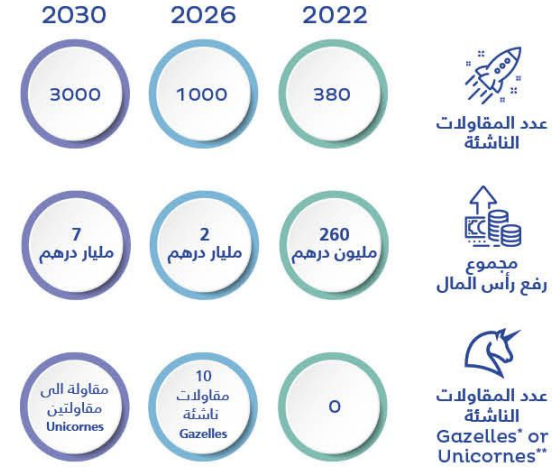 2022 2026 2030
عدد المقاولات
الناشئة
380 1000 3000
مجموع
رفع رأس المال
260
مليون درهم
2
مليار درهم
7
مليار درهم
عدد المقاولات
الناشئة
Gazelles* or
Unicornes**
0
10
مقاولات
ناشئة
Gazelles
مقاولة الى
مقاولتين
Unicornes